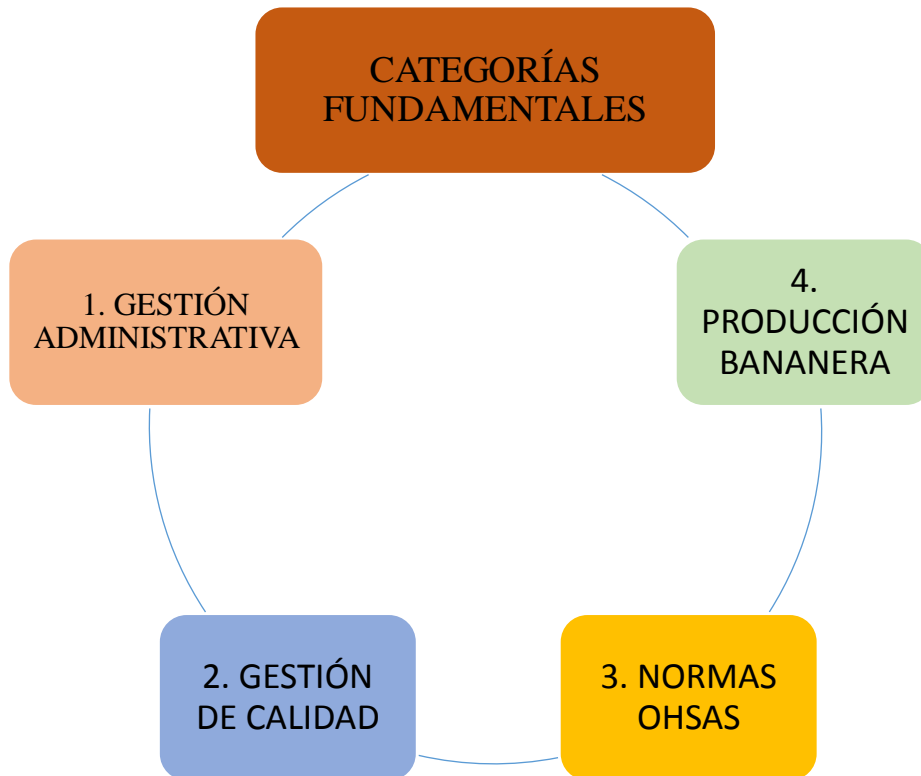 CATEGORÍAS
FUNDAMENTALES
1. GESTIÓN
ADMINISTRATIVA
2. GESTIÓN
DE CALIDAD
3. NORMAS
OHSAS
4.
PRODUCCIÓN
BANANERA